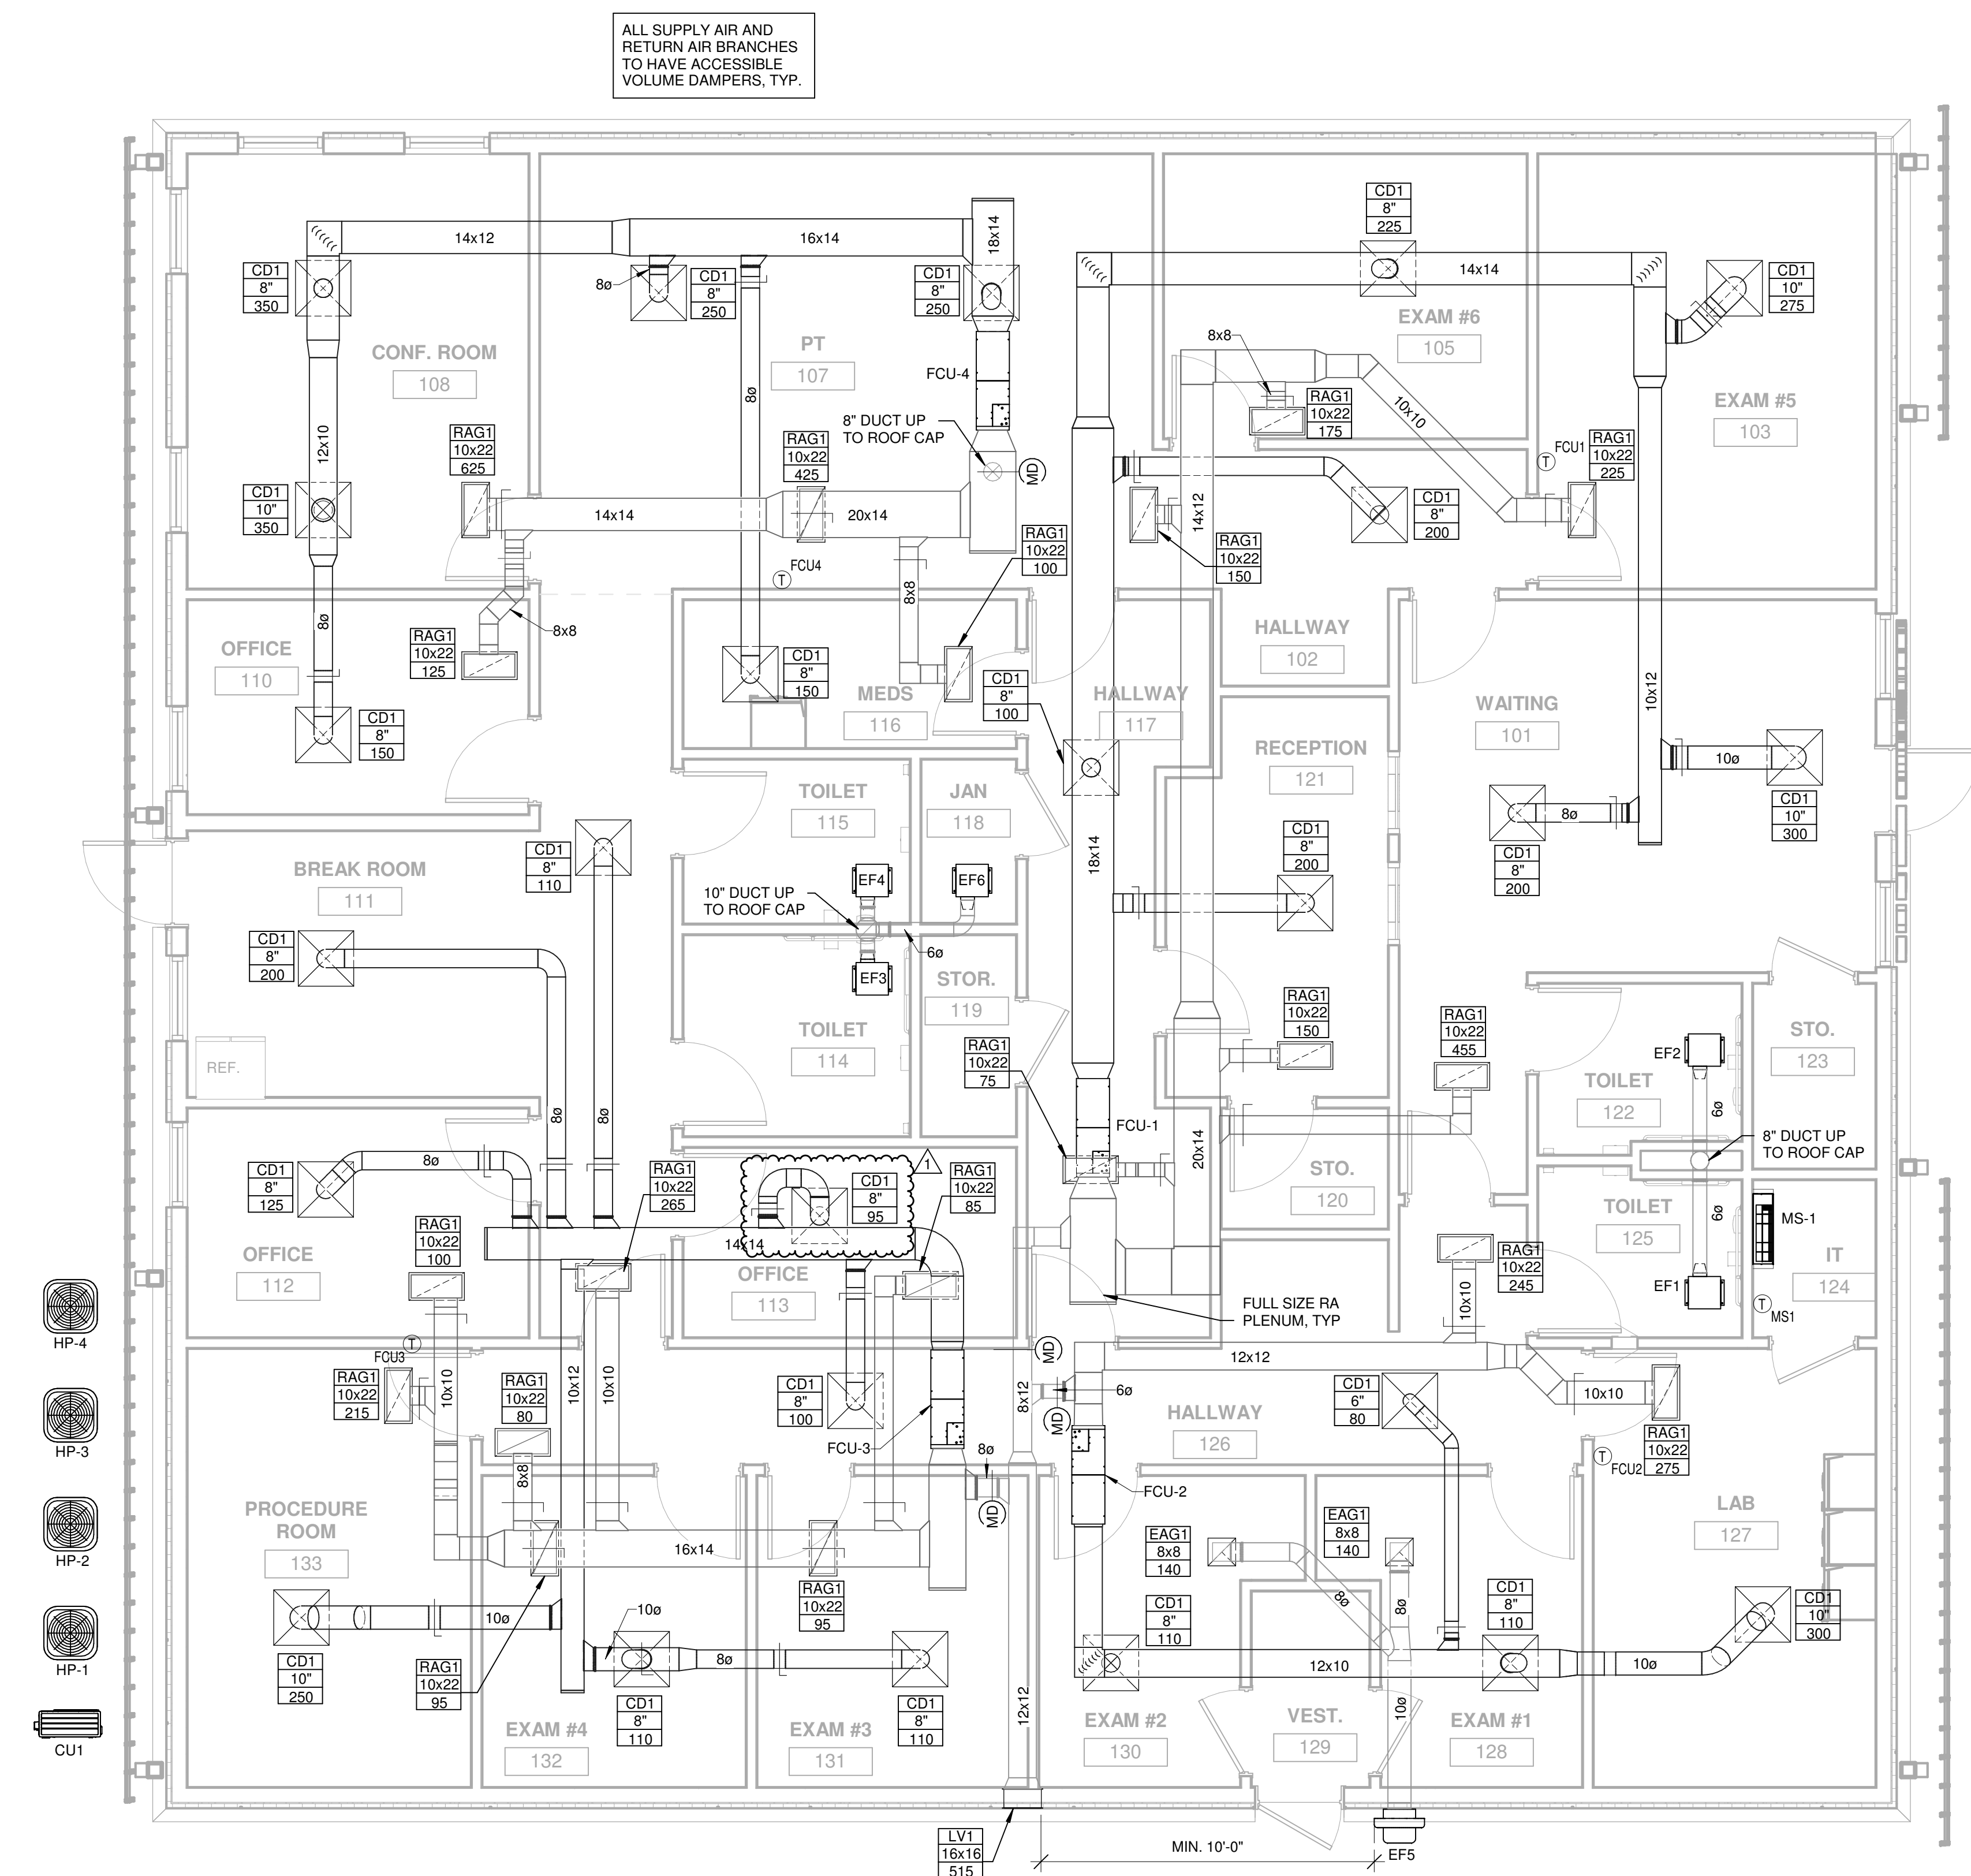 ALL SUPPLY AIR AND
RETURN AIR BRANCHES
TO HAVE ACCESSIBLE
VOLUME DAMPERS, TYP.
CD1
8"
225
14x12
16x14
18x14
14x14
CD1
8"
350
8ø
CD1
8"
250
CD1
8"
250
CD1
10"
275
EXAM #6
105
8x8
CONF. ROOM
108
PT
107
FCU-4
8ø
RAG1
10x22
175
10x10
EXAM #5
103
12x10
8" DUCT UP
TO ROOF CAP
MD
RAG1
10x22
625
RAG1
10x22
425
FCU1
T
RAG1
10x22
225
CD1
10"
350
14x14
20x14
14x12
CD1
8"
200
RAG1
10x22
100
RAG1
10x22
150
FCU4
T
8x8
8ø
8x8
OFFICE
110
RAG1
10x22
125
HALLWAY
102
CD1
8"
150
MEDS
116
CD1
8"
100
HALLWAY
117
10x12
WAITING
101
CD1
8"
150
RECEPTION
121
10ø
TOILET
115
JAN
118
CD1
8"
110
18x14
CD1
8"
200
8ø
CD1
10"
300
BREAK ROOM
111
EF4
EF6
10" DUCT UP
TO ROOF CAP
CD1
8"
200
CD1
8"
200
6ø
EF3
STOR.
119
RAG1
10x22
150
RAG1
10x22
455
TOILET
114
STO.
123
REF.
RAG1
10x22
75
EF2
TOILET
122
6ø
8ø
8ø
FCU-1
20x14
8" DUCT UP
TO ROOF CAP
8ø
CD1
8"
125
RAG1
10x22
265
1
CD1
8"
95
RAG1
10x22
85
STO.
120
TOILET
125
6ø
MS-1
RAG1
10x22
100
14x14
OFFICE
112
OFFICE
113
RAG1
10x22
245
IT
124
EF1
10x10
T
MS1
FULL SIZE RA
PLENUM, TYP
HP-4
T
FCU3
MD
12x12
RAG1
10x22
215
10x10
RAG1
10x22
80
10x12
10x10
CD1
8"
100
8x12
6ø
MD
CD1
6"
80
10x10
HALLWAY
126
RAG1
10x22
275
T
FCU2
HP-3
FCU-3
8ø
8x8
FCU-2
MD
PROCEDURE
ROOM
133
LAB
127
HP-2
16x14
EAG1
8x8
140
EAG1
8x8
140
RAG1
10x22
95
8ø
8ø
CD1
8"
110
CD1
8"
110
CD1
10"
300
10ø
10ø
HP-1
CD1
10"
250
RAG1
10x22
95
8ø
12x10
10ø
CD1
8"
110
CD1
8"
110
12x12
10ø
EXAM #4
132
EXAM #3
131
EXAM #2
130
VEST.
129
EXAM #1
128
CU1
LV1
16x16
515
MIN. 10'-0"
EF5